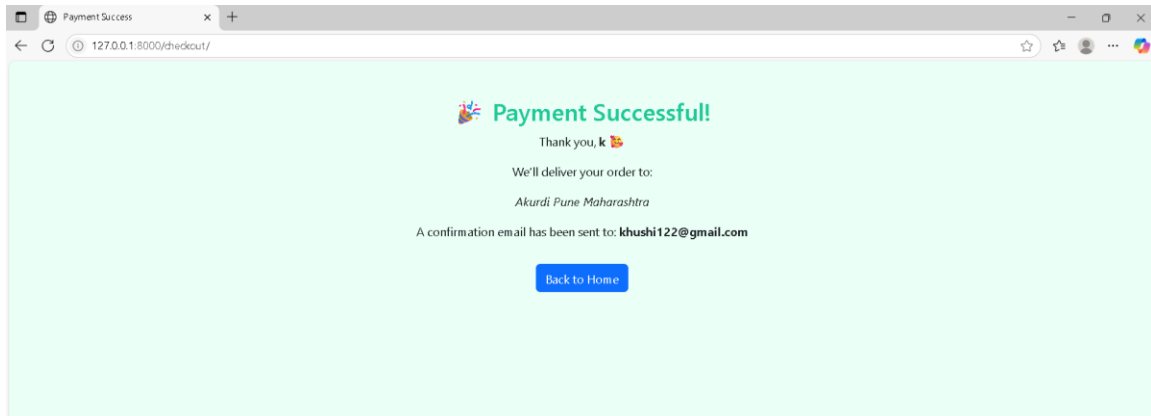 Payment Success
127.0.0.1:8000/checkout/
🎉 Payment Successful!
Thank you, k 🥰
We'll deliver your order to:
Akurdi Pune Maharashtra
A confirmation email has been sent to: khushi122@gmail.com
Back to Home